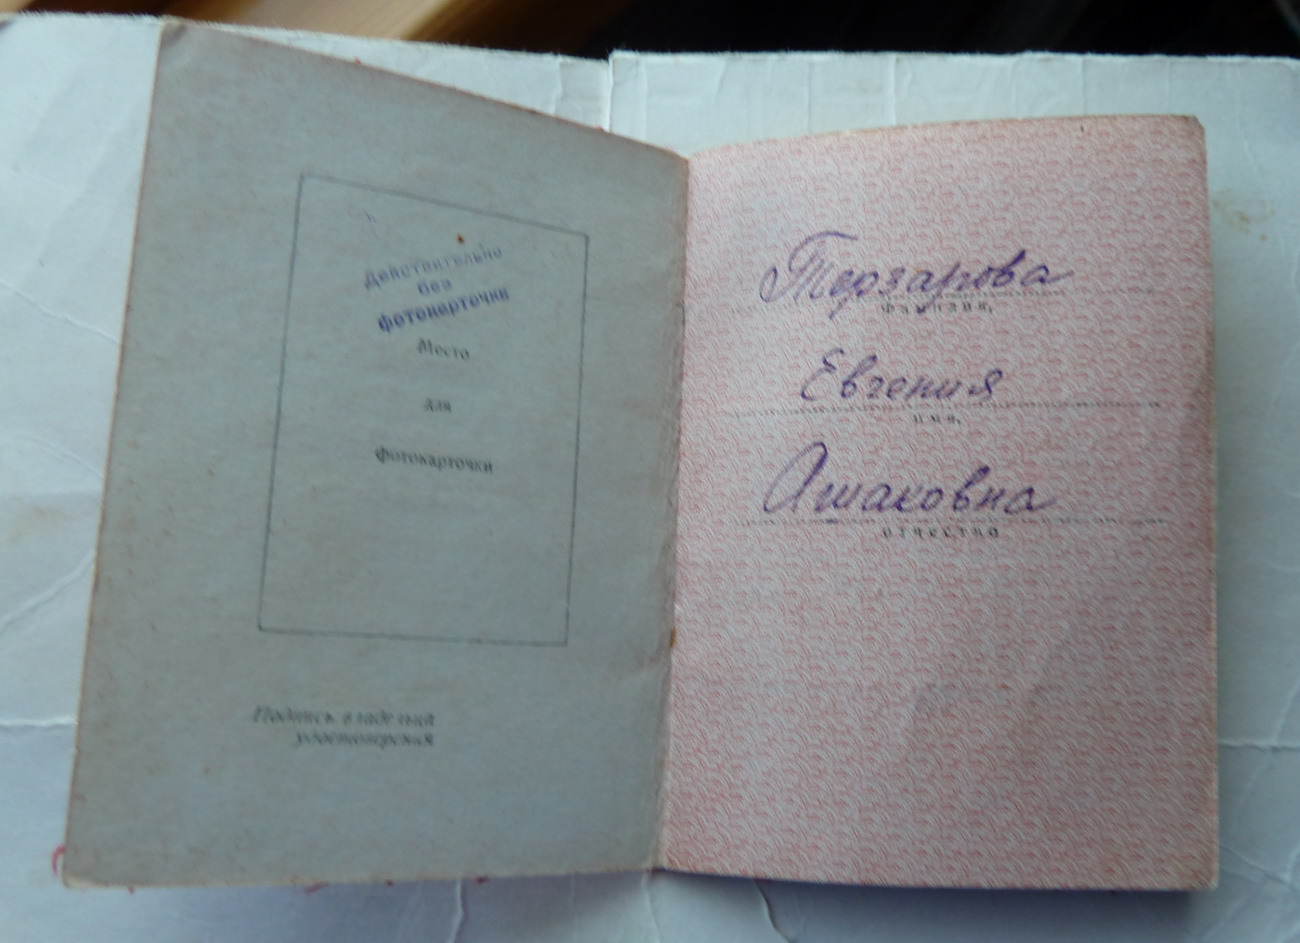 Действительно
без
фотокарточки
Место
для
фотокарточки
Подпись владельца
удостоверения
Терзарова
фамилия,
Евгения
имя,
Ашаковна
отчество